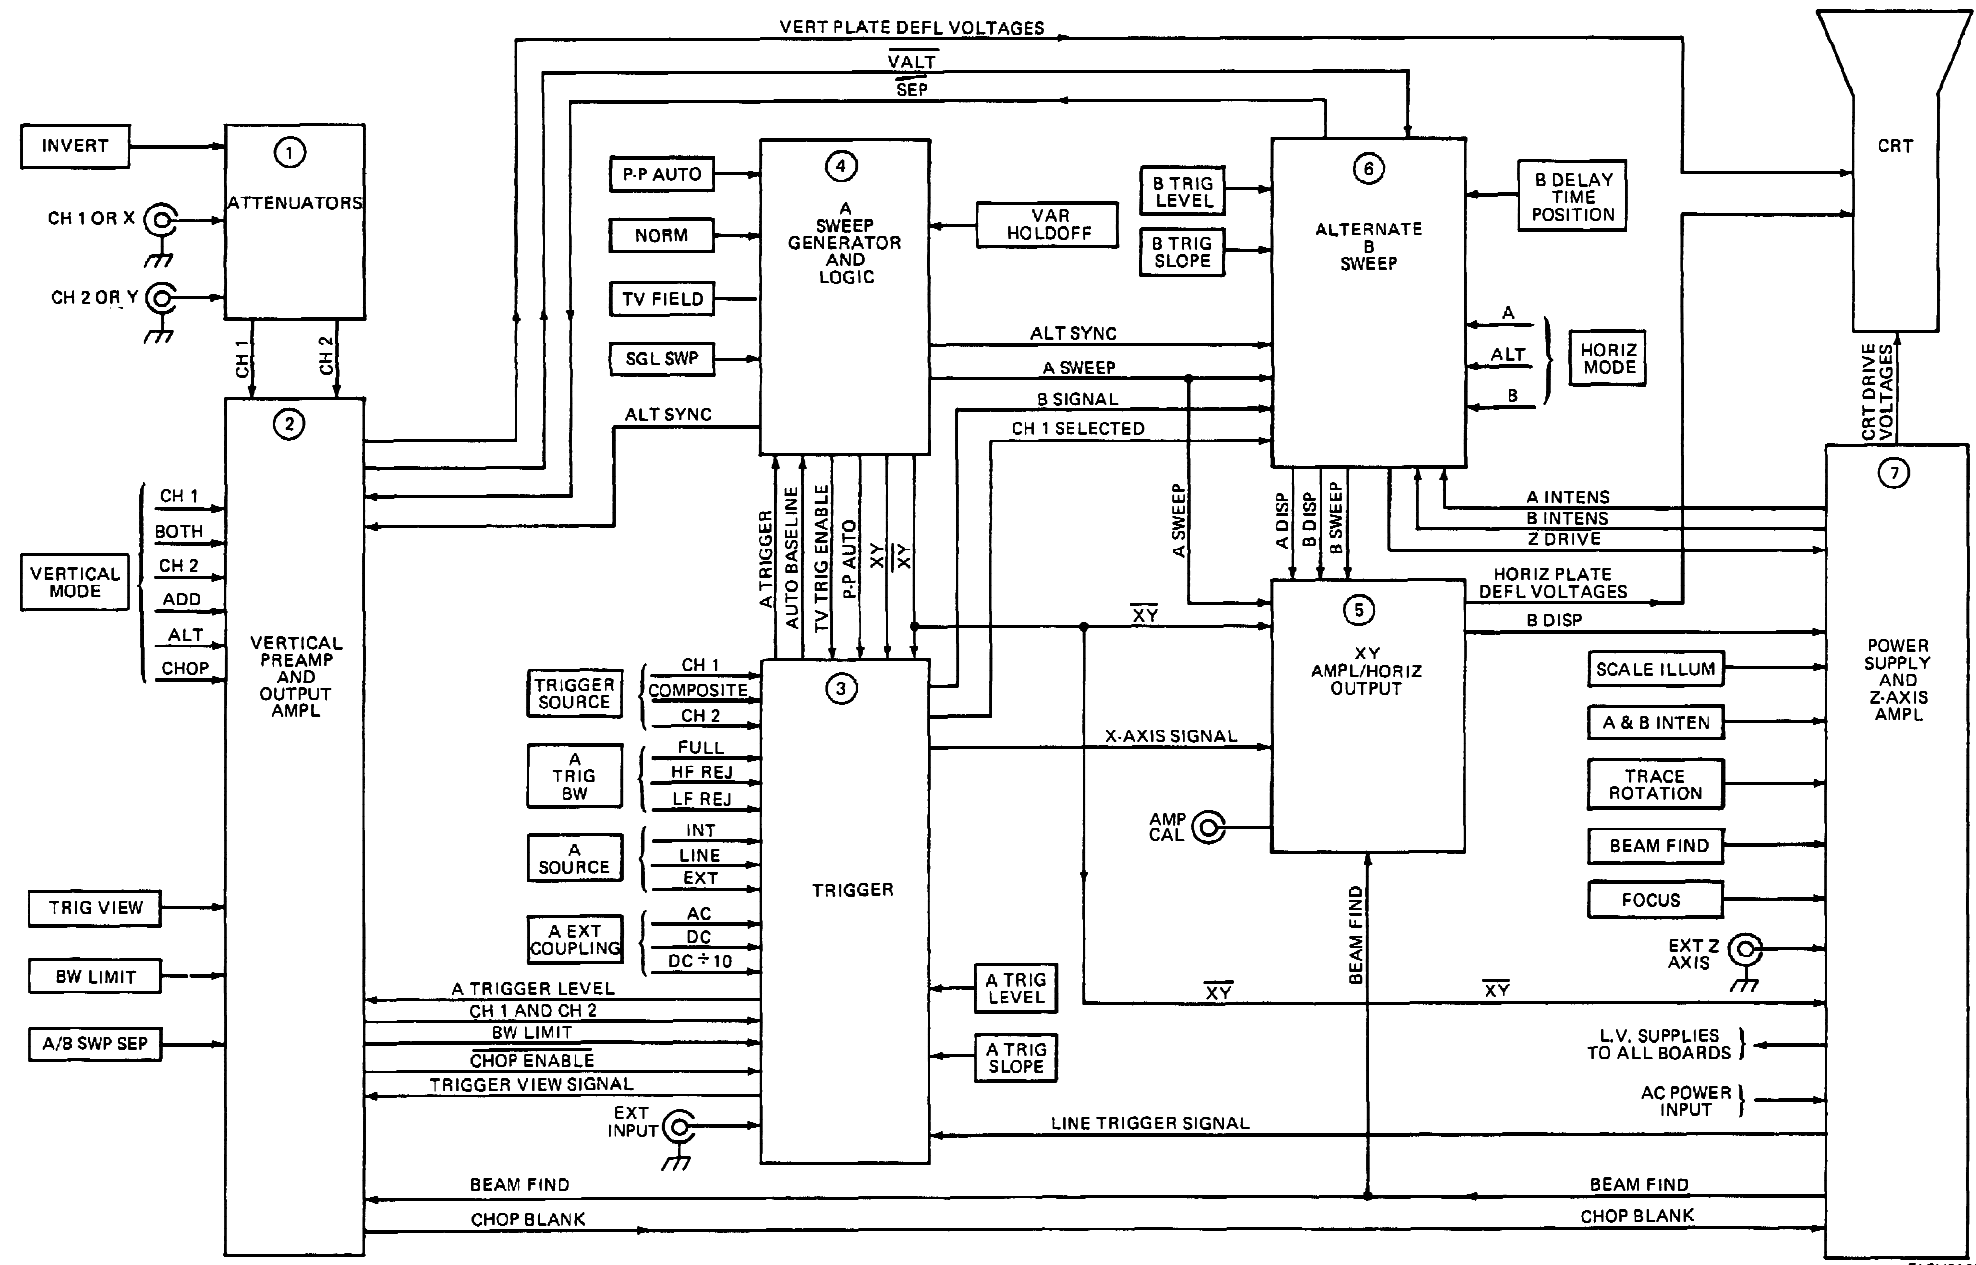 VERT PLATE DEFL VOLTAGES
VALT
SEP
INVERT
1
ATTENUATORS
CH 1 OR X
CH 2 OR Y
CH 1
CH 2
P-P AUTO
NORM
TV FIELD
SGL SWP
4
A
SWEEP
GENERATOR
AND
LOGIC
VAR
HOLDOFF
B TRIG
LEVEL
B TRIG
SLOPE
6
ALTERNATE
B
SWEEP
B DELAY
TIME
POSITION
A
ALT
B
HORIZ
MODE
CRT
CRT DRIVE
VOLTAGES
ALT SYNC
A SWEEP
B SIGNAL
CH 1 SELECTED
ALT SYNC
2
VERTICAL
PREAMP
AND
OUTPUT
AMPL
VERTICAL
MODE
CH 1
BOTH
CH 2
ADD
ALT
CHOP
TRIG VIEW
BW LIMIT
A/B SWP SEP
A TRIGGER
AUTO BASELINE
TV TRIG ENABLE
P-P AUTO
XY
XY
A SWEEP
A DISP
B DISP
B SWEEP
A INTENS
B INTENS
Z DRIVE
HORIZ PLATE
DEFL VOLTAGES
B DISP
XY
5
XY
AMPL/HORIZ
OUTPUT
X-AXIS SIGNAL
AMP
CAL
BEAM FIND
TRIGGER
SOURCE
CH 1
COMPOSITE
CH 2
A
TRIG
BW
FULL
HF REJ
LF REJ
A
SOURCE
INT
LINE
EXT
A EXT
COUPLING
AC
DC
DC ÷ 10
3
TRIGGER
A TRIG
LEVEL
A TRIG
SLOPE
A TRIGGER LEVEL
CH 1 AND CH 2
BW LIMIT
CHOP ENABLE
TRIGGER VIEW SIGNAL
EXT
INPUT
7
POWER
SUPPLY
AND
Z-AXIS
AMPL
SCALE ILLUM
A & B INTEN
TRACE
ROTATION
BEAM FIND
FOCUS
EXT Z
AXIS
XY
XY
L.V. SUPPLIES
TO ALL BOARDS
AC POWER
INPUT
LINE TRIGGER SIGNAL
BEAM FIND
BEAM FIND
CHOP BLANK
CHOP BLANK